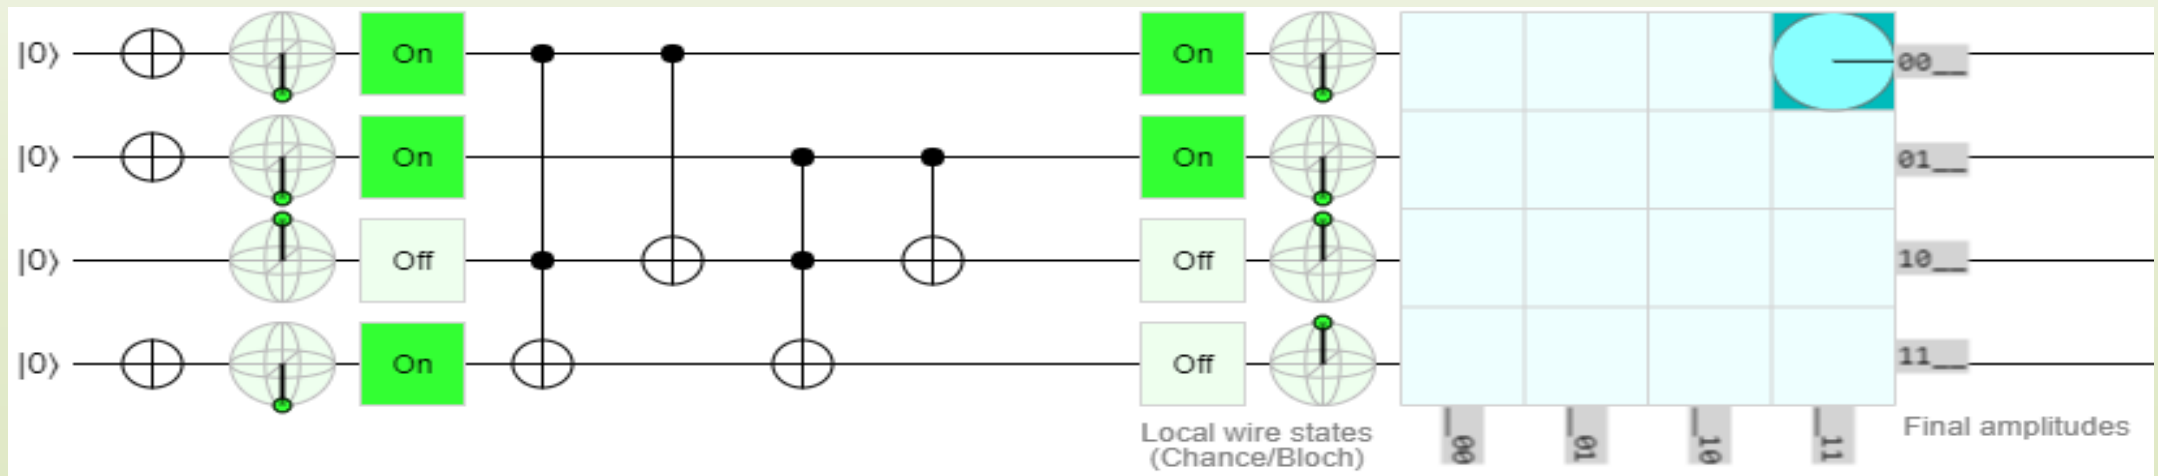 |0⟩ On On 00__
|0⟩ On On 01__
|0⟩ Off Off 10__
|0⟩ On Off 11__
Local wire states
(Chance/Bloch)
__00
__01
__10
__11
Final amplitudes